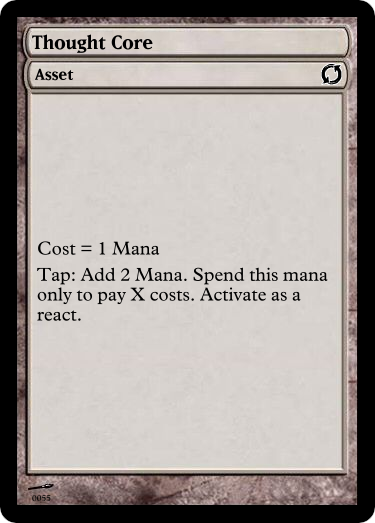 Thought Core
Asset
Cost = 1 Mana
Tap: Add 2 Mana. Spend this mana
only to pay X costs. Activate as a
react.
0055